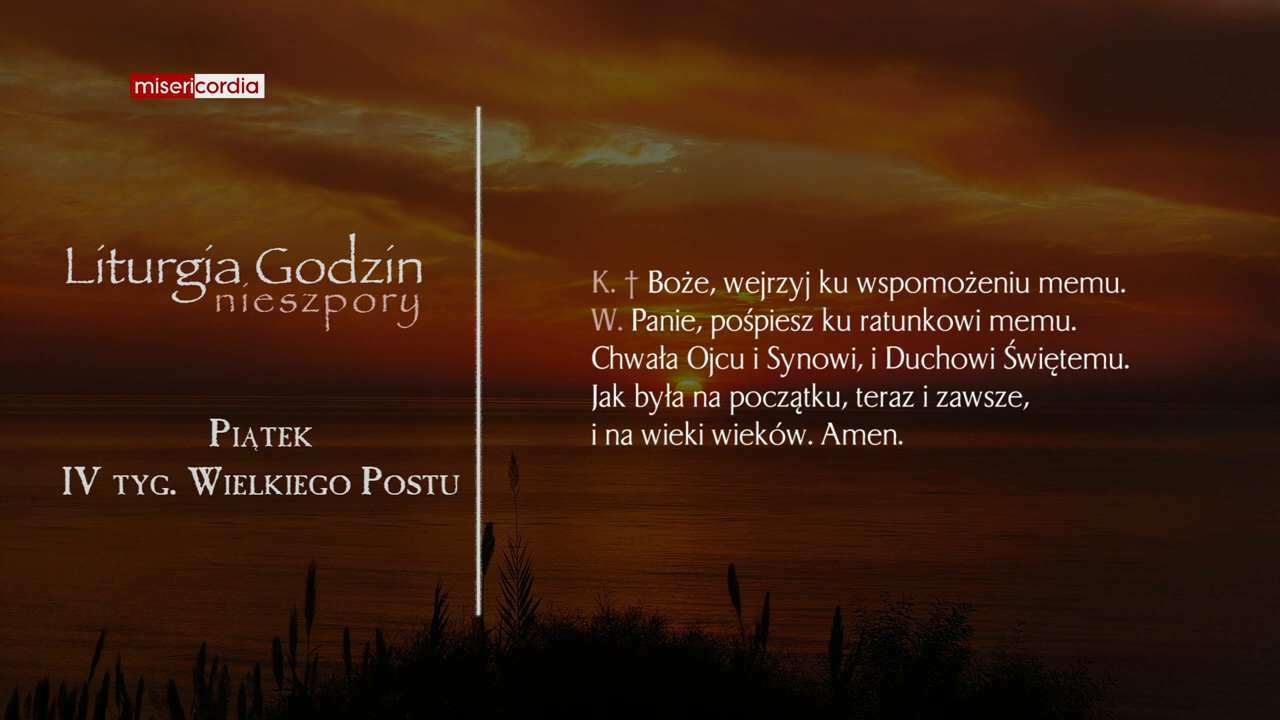 misericordia
Liturgia Godzin
nieszpory
Piątek
IV tyg. Wielkiego Postu
K. † Boże, wejrzyj ku wspomożeniu memu.
W. Panie, pośpiesz ku ratunkowi memu.
Chwała Ojcu i Synowi, i Duchowi Świętemu.
Jak była na początku, teraz i zawsze,
i na wieki wieków. Amen.